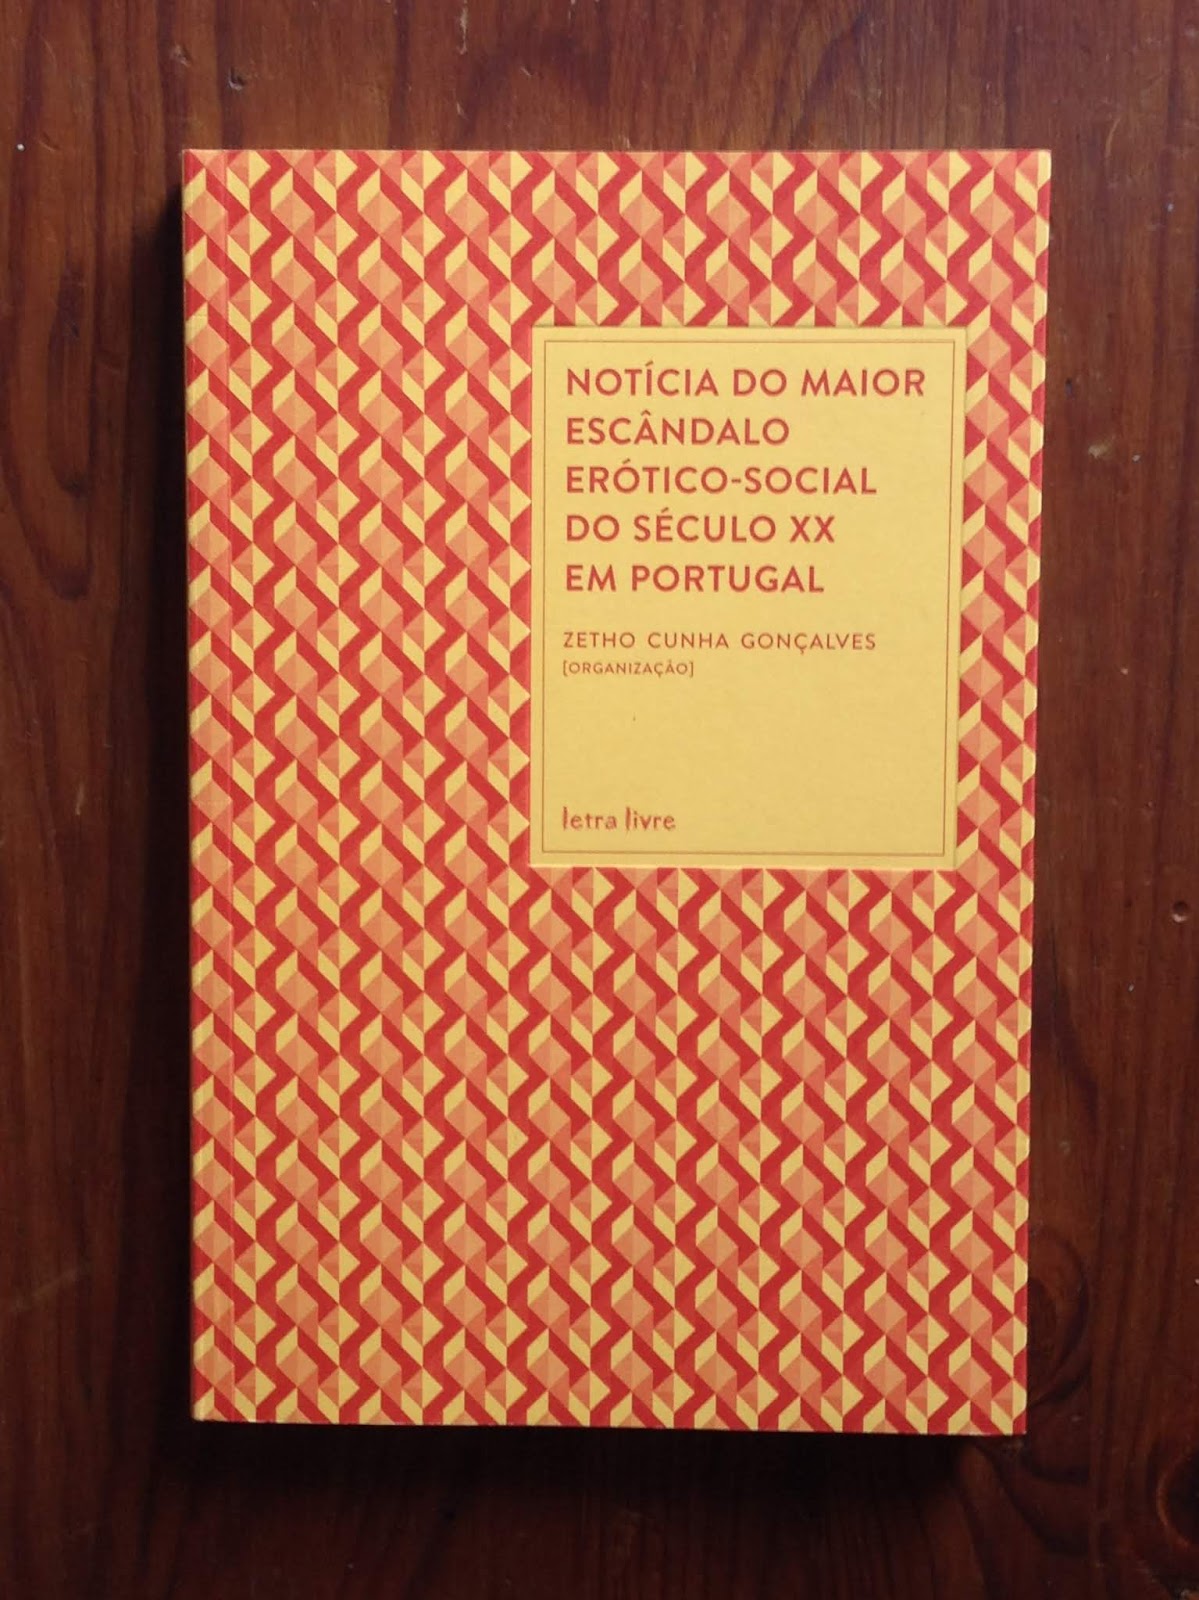 NOTÍCIA DO MAIOR
ESCÂNDALO
ERÓTICO-SOCIAL
DO SÉCULO XX
EM PORTUGAL
ZETHO CUNHA GONÇALVES
[ORGANIZAÇÃO]
letra livre